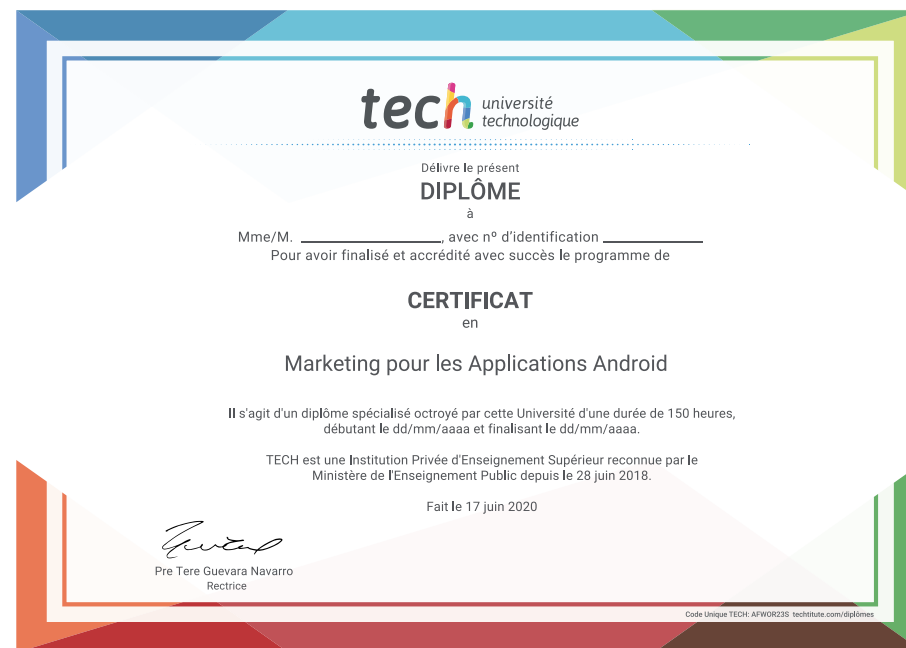 tech université
technologique
Délivre le présent
DIPLÔME
à
Mme/M. ____________________, avec nº d'identification ______________
Pour avoir finalisé et accrédité avec succès le programme de
CERTIFICAT
en
Marketing pour les Applications Android
Il s'agit d'un diplôme spécialisé octroyé par cette Université d'une durée de 150 heures,
débutant le dd/mm/aaaa et finalisant le dd/mm/aaaa.
TECH est une Institution Privée d'Enseignement Supérieur reconnue par le
Ministère de l'Enseignement Public depuis le 28 juin 2018.
Fait le 17 juin 2020
Pre Tere Guevara Navarro
Rectrice
Code Unique TECH: AFWOR23S techtitute.com/diplômes